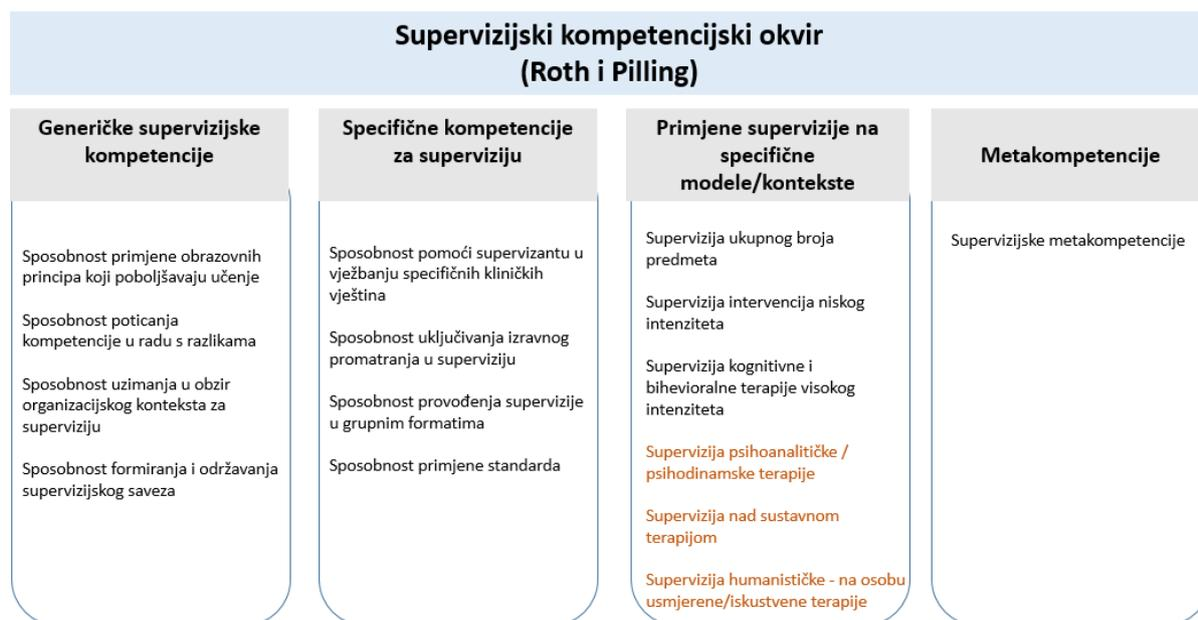 Supervizijski kompetencijski okvir
(Roth i Pilling)
Generičke supervizijske
kompetencije
Sposobnost primjene obrazovnih
principa koji poboljšavaju učenje
Sposobnost poticanja
kompetencije u radu s razlikama
Sposobnost uzimanja u obzir
organizacijskog konteksta za
superviziju
Sposobnost formiranja i održavanja
supervizijskog saveza
Specifične kompetencije
za superviziju
Sposobnost pomoći supervizantu u
vježbanju specifičnih kliničkih
vještina
Sposobnost uključivanja izravnog
promatranja u superviziju
Sposobnost provođenja supervizije
u grupnim formatima
Sposobnost primjene standarda
Primjene supervizije na
specifične
modele/kontekste
Supervizija ukupnog broja
predmeta
Supervizija intervencija niskog
intenziteta
Supervizija kognitivne i
bihevioralne terapije visokog
intenziteta
Supervizija psihoanalitičke /
psihodinamske terapije
Supervizija nad sustavnom
terapijom
Supervizija humanističke - na osobu
usmjerene/iskustvene terapije
Metakompetencije
Supervizijske metakompetencije